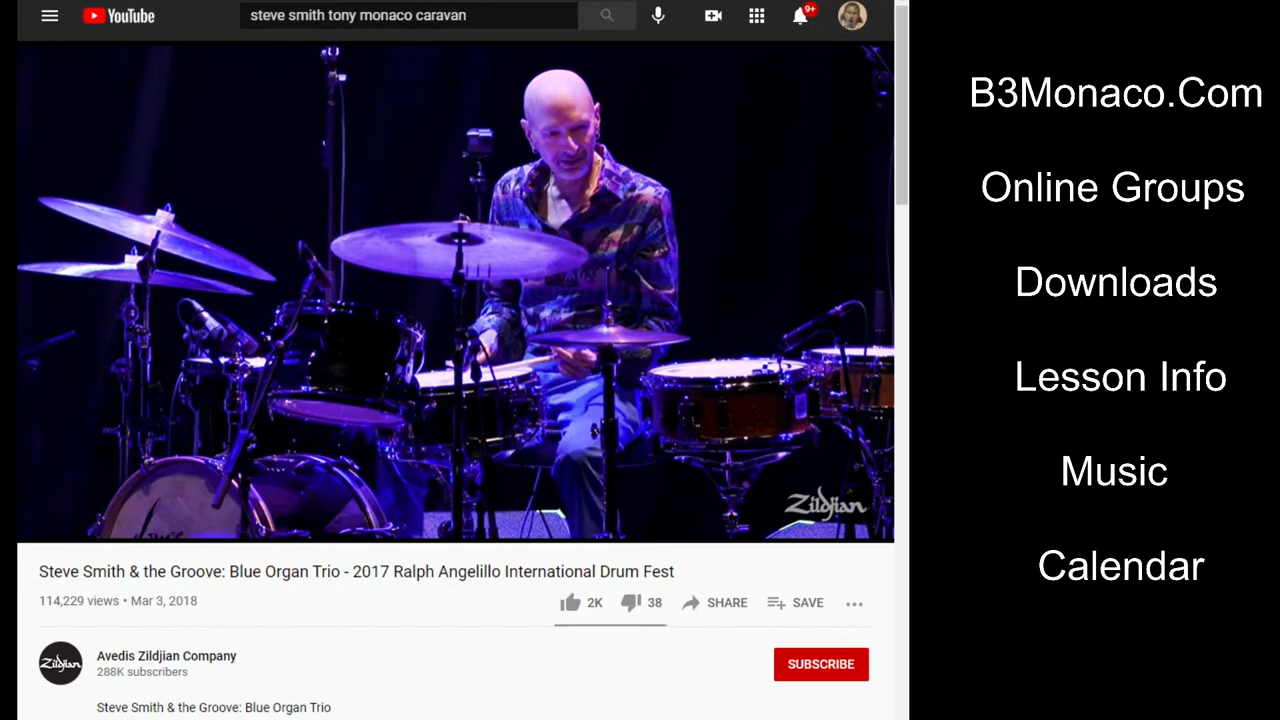 YouTube
steve smith tony monaco caravan
9+
Zildjian
Steve Smith & the Groove: Blue Organ Trio - 2017 Ralph Angelillo International Drum Fest
114,229 views • Mar 3, 2018
2K
38
SHARE
SAVE
Zildjian
Avedis Zildjian Company
288K subscribers
SUBSCRIBE
Steve Smith & the Groove: Blue Organ Trio
B3Monaco.Com
Online Groups
Downloads
Lesson Info
Music
Calendar